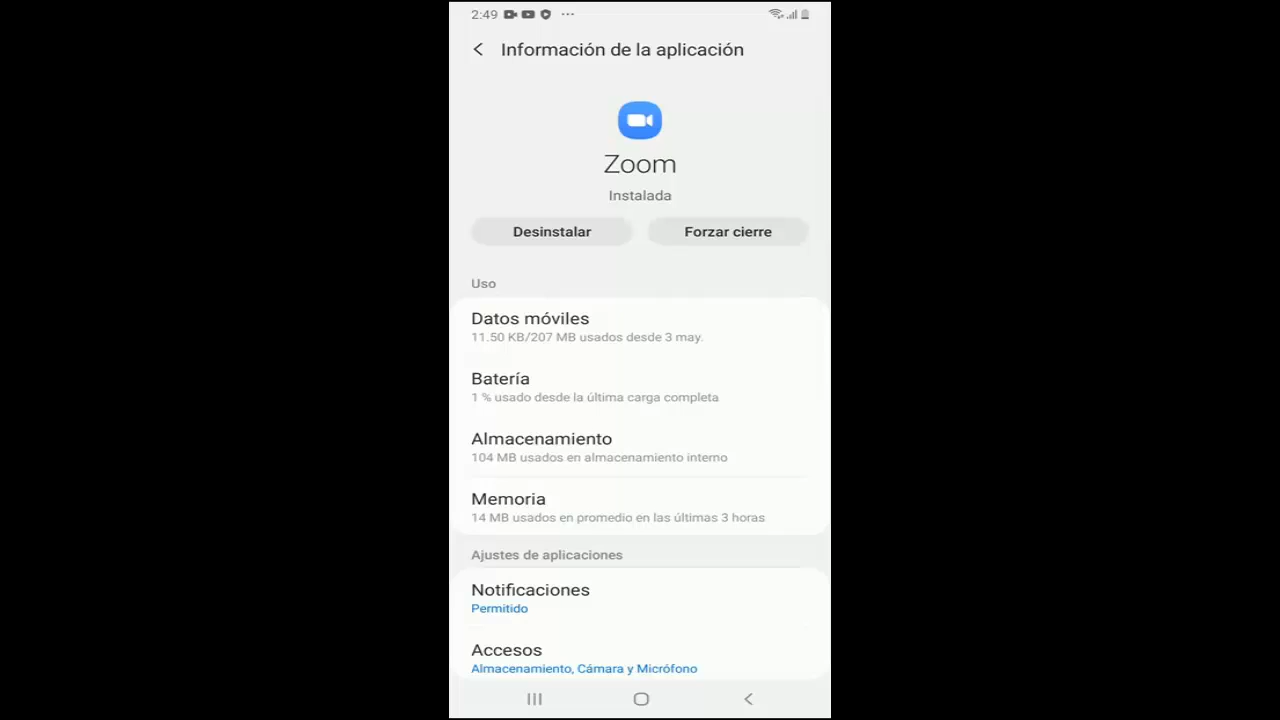 2:49
Información de la aplicación
Zoom
Instalada
Desinstalar
Forzar cierre
Uso
Datos móviles
11.50 KB/207 MB usados desde 3 may.
Batería
1 % usado desde la última carga completa
Almacenamiento
104 MB usados en almacenamiento interno
Memoria
14 MB usados en promedio en las últimas 3 horas
Ajustes de aplicaciones
Notificaciones
Permitido
Accesos
Almacenamiento, Cámara y Micrófono